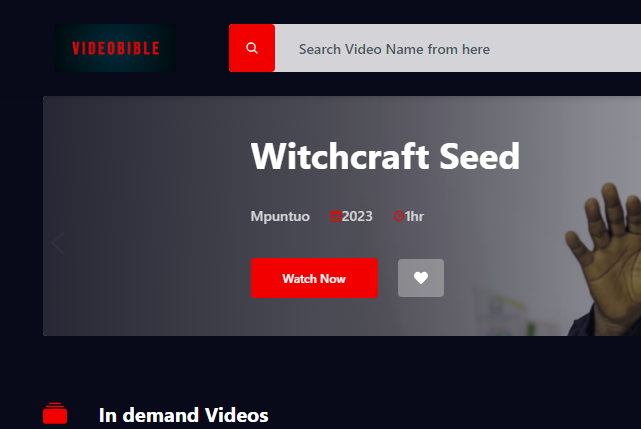 VIDEOBIBLE
Search Video Name from here
Witchcraft Seed
Mpuntuo 2023 1hr
Watch Now
In demand Videos